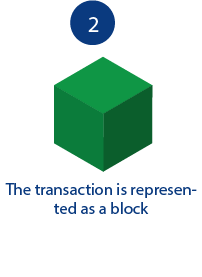 2
The transaction is represen-
ted as a block